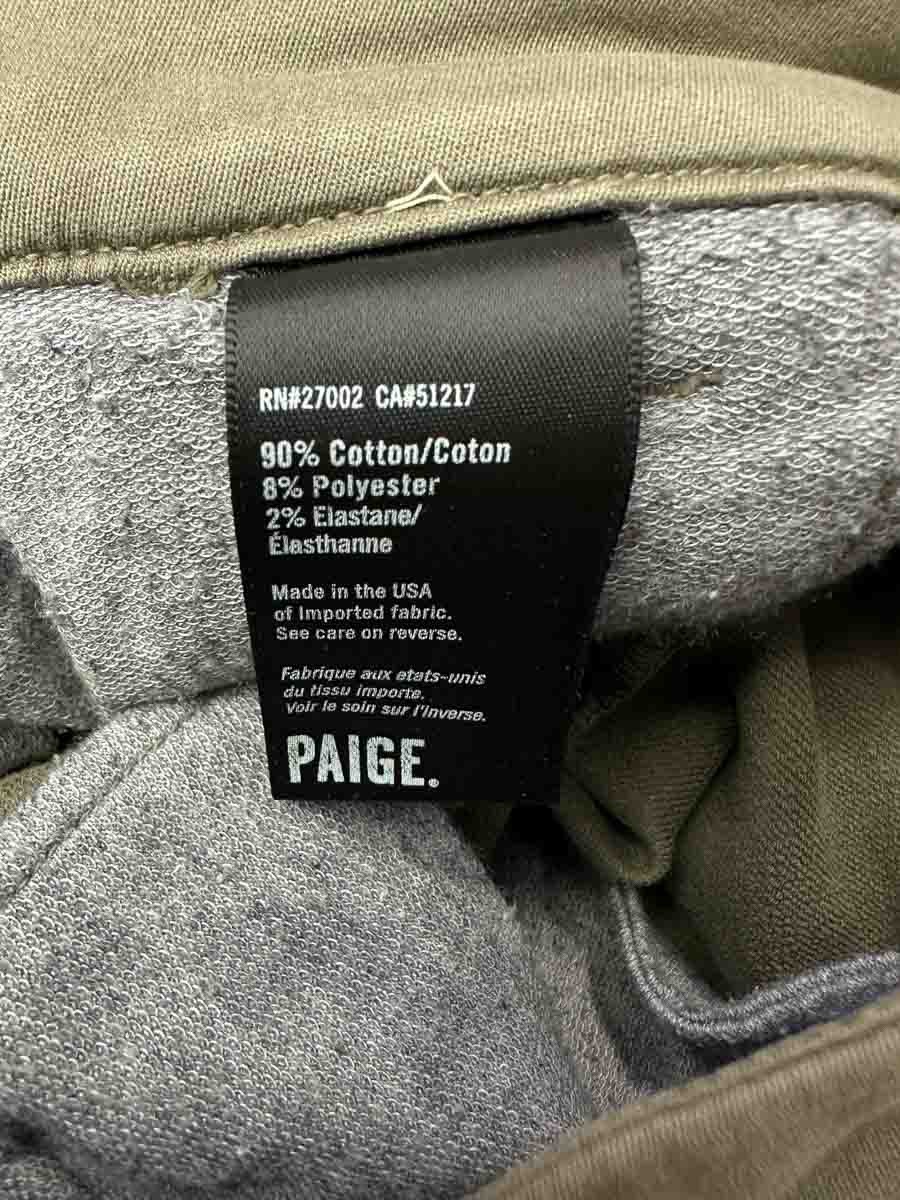 RN#27002 CA#51217
90% Cotton/Coton
8% Polyester
2% Elastane/
Élasthanne
Made in the USA
of Imported fabric.
See care on reverse.
Fabrique aux etats-unis
du tissu importe.
Voir le soin sur l'inverse.
PAIGE.